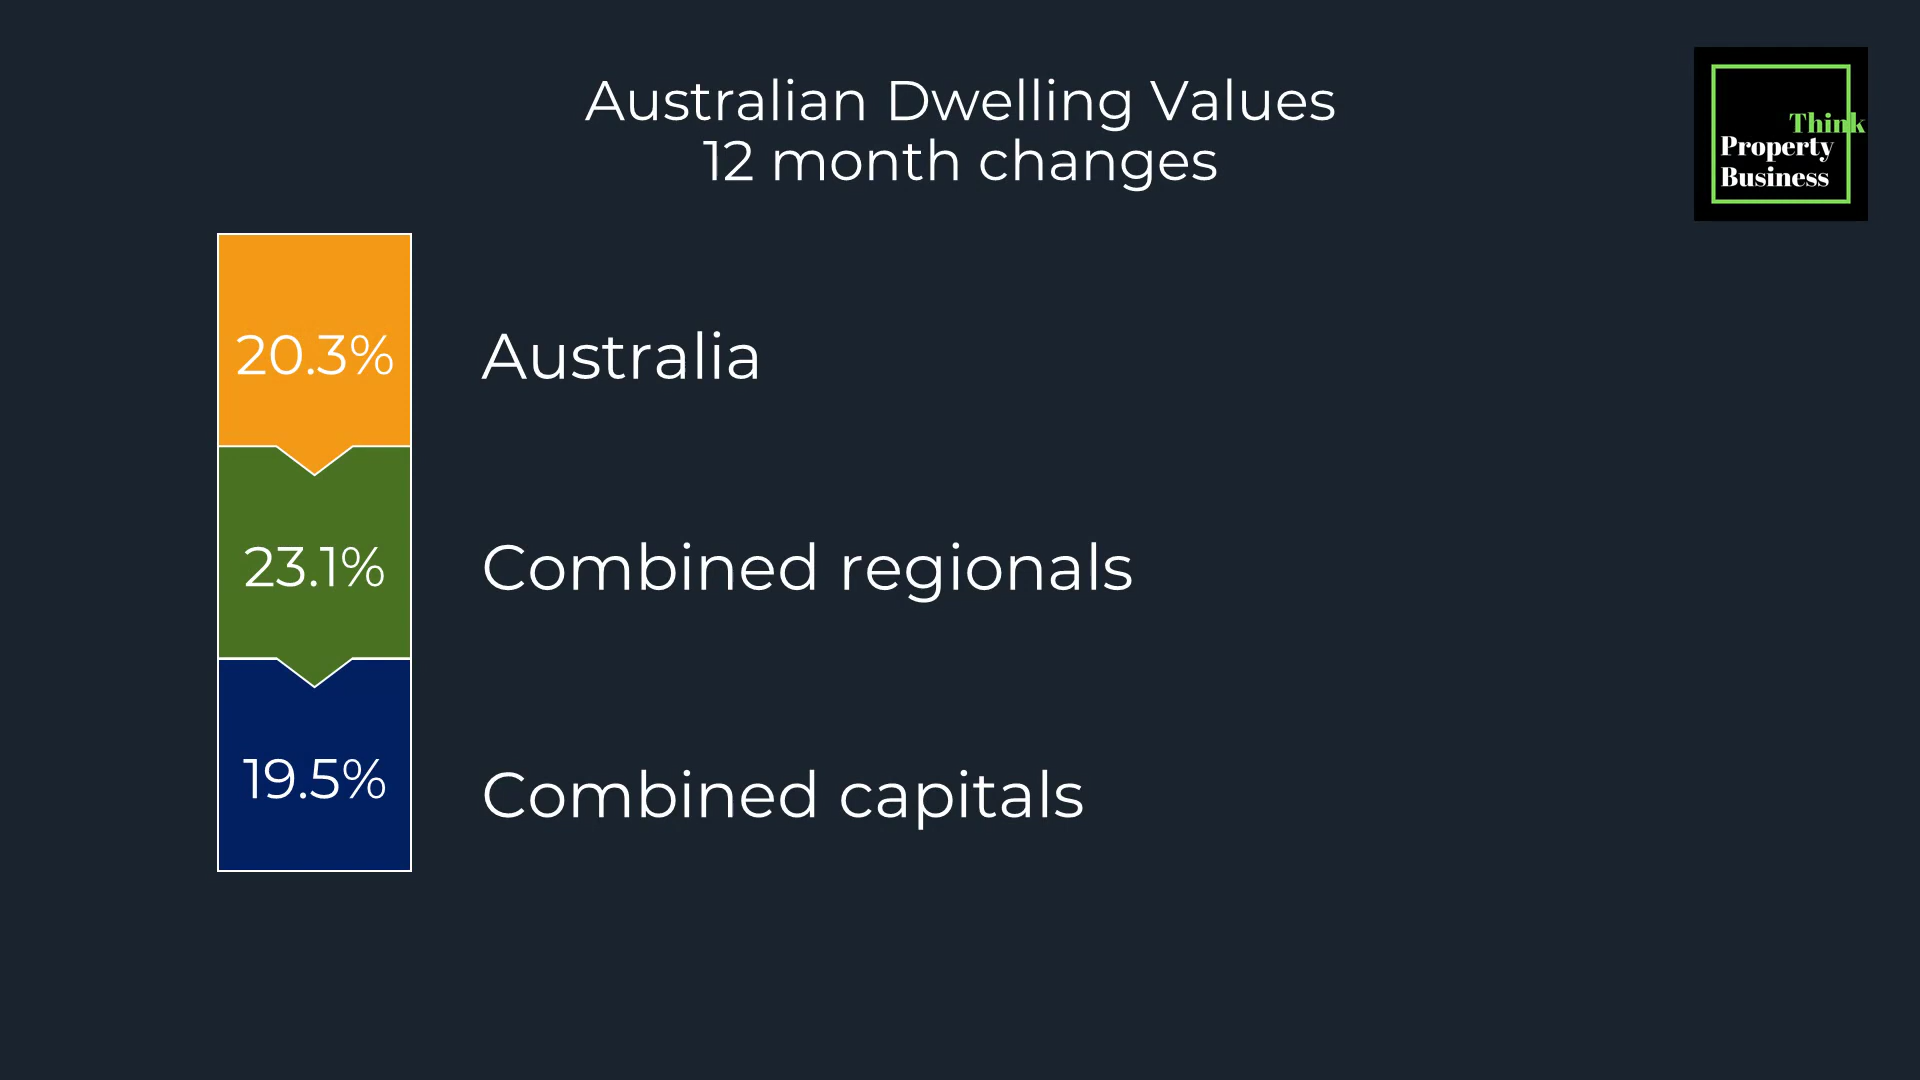 Australian Dwelling Values
12 month changes
Think
Property
Business
20.3%
Australia
23.1%
Combined regionals
19.5%
Combined capitals